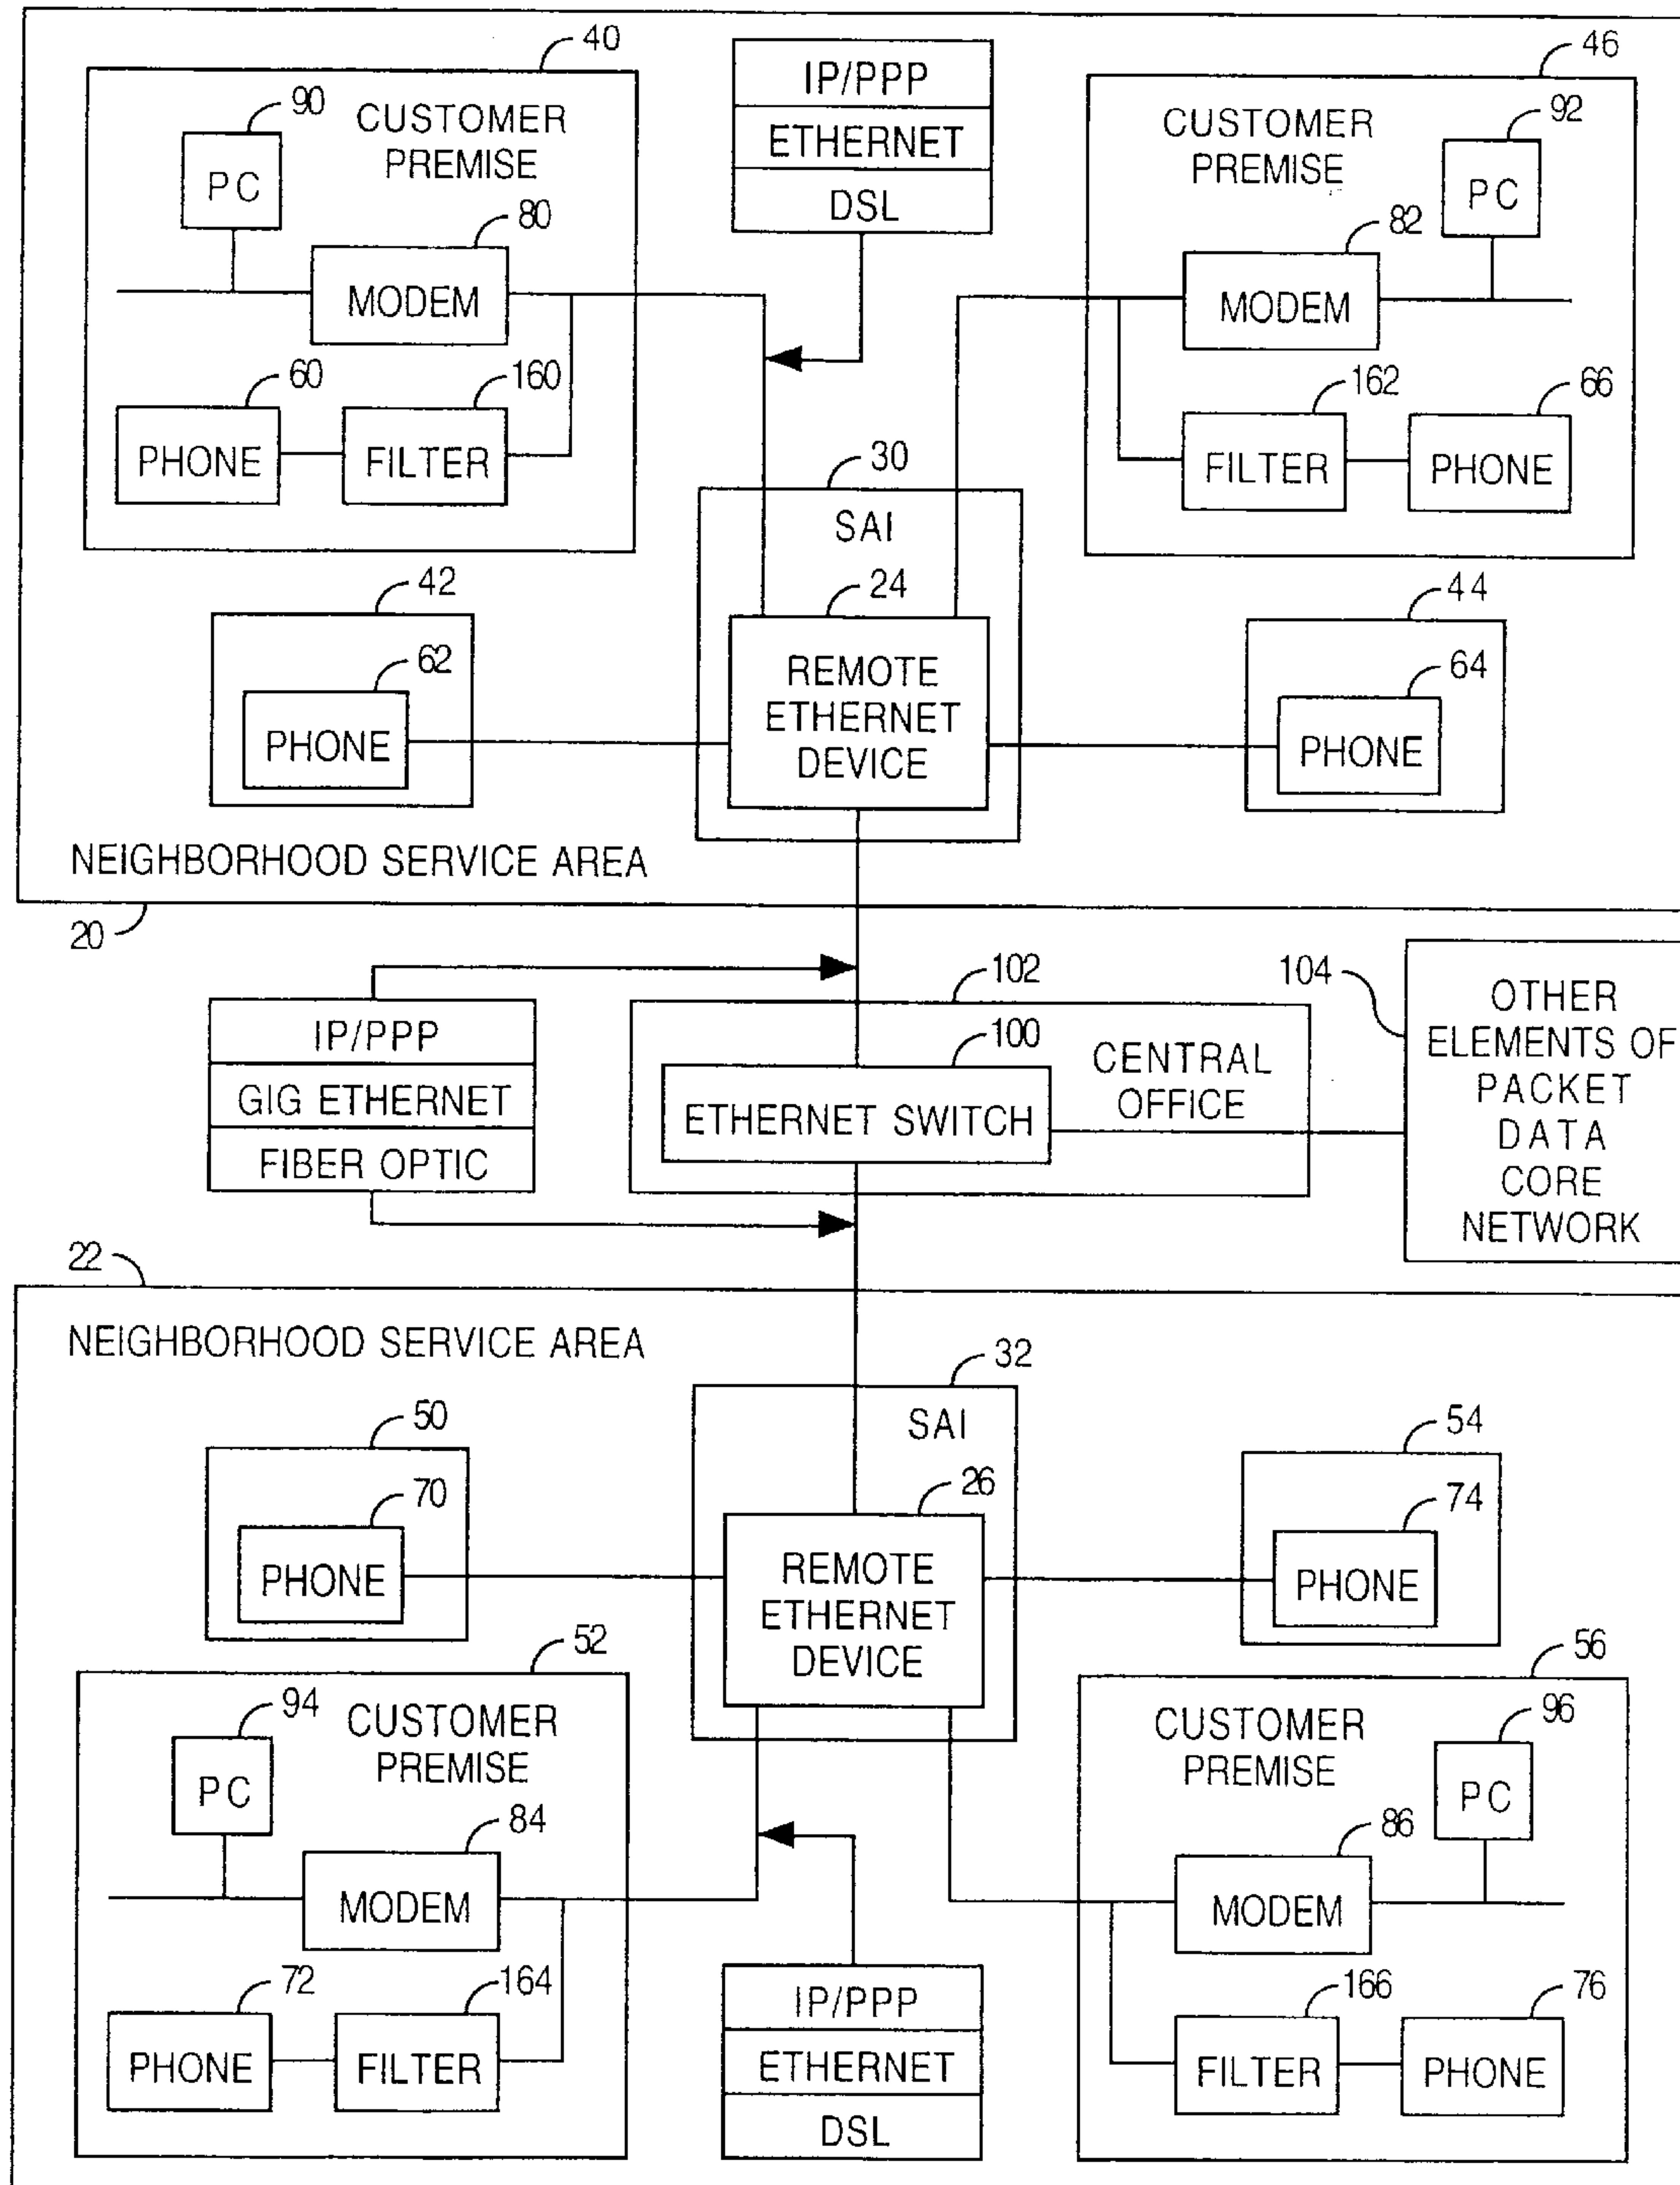 40
46
IP/PPP
ETHERNET
DSL
90
CUSTOMER
PREMISE
PC
80
MODEM
60
160
PHONE
FILTER
CUSTOMER
PREMISE
92
PC
82
MODEM
162
66
FILTER
PHONE
30
SAI
24
REMOTE
ETHERNET
DEVICE
42
62
PHONE
44
64
PHONE
NEIGHBORHOOD SERVICE AREA
20
102
104
100
IP/PPP
GIG ETHERNET
FIBER OPTIC
ETHERNET SWITCH
CENTRAL
OFFICE
OTHER
ELEMENTS OF
PACKET
DATA
CORE
NETWORK
22
NEIGHBORHOOD SERVICE AREA
32
SAI
26
REMOTE
ETHERNET
DEVICE
50
70
PHONE
54
74
PHONE
52
94
CUSTOMER
PREMISE
PC
84
MODEM
72
164
PHONE
FILTER
IP/PPP
ETHERNET
DSL
56
CUSTOMER
PREMISE
96
PC
86
MODEM
166
76
FILTER
PHONE